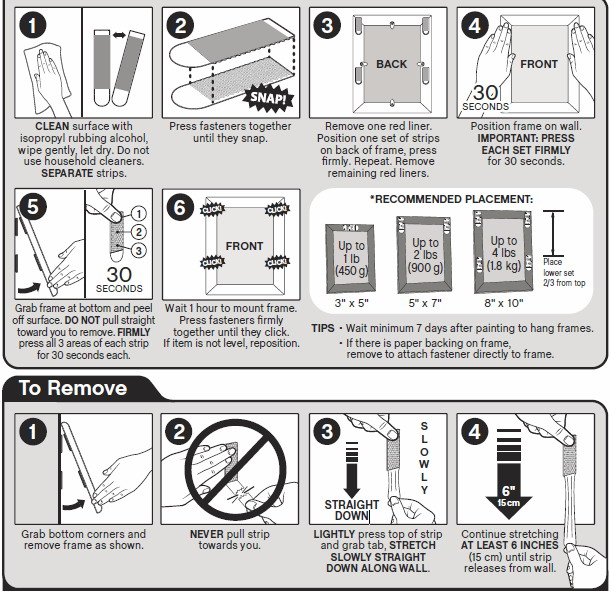 1
CLEAN surface with
isopropyl rubbing alcohol,
wipe gently, let dry. Do not
use household cleaners.
SEPARATE strips.
2
SNAP!
Press fasteners together
until they snap.
3
BACK
Remove one red liner.
Position one set of strips
on back of frame, press
firmly. Repeat. Remove
remaining red liners.
4
FRONT
30
SECONDS
Position frame on wall.
IMPORTANT: PRESS
EACH SET FIRMLY
for 30 seconds.
5
1
2
3
30
SECONDS
Grab frame at bottom and peel
off surface. DO NOT pull straight
toward you to remove. FIRMLY
press all 3 areas of each strip
for 30 seconds each.
6
CLICK! CLICK!
FRONT
CLICK! CLICK!
Wait 1 hour to mount frame.
Press fasteners firmly
together until they click.
If item is not level, reposition.
*RECOMMENDED PLACEMENT:
Up to
1 lb
(450 g)
3" x 5"
Up to
2 lbs
(900 g)
5" x 7"
Up to
4 lbs
(1.8 kg)
8" x 10"
Place
lower set
2/3 from top
TIPS • Wait minimum 7 days after painting to hang frames.
• If there is paper backing on frame,
remove to attach fastener directly to frame.
To Remove
1
Grab bottom corners and
remove frame as shown.
2
NEVER pull strip
towards you.
3
SLOWLY
STRAIGHT
DOWN
LIGHTLY press top of strip
and grab tab, STRETCH
SLOWLY STRAIGHT
DOWN ALONG WALL.
4
6"
15 cm
Continue stretching
AT LEAST 6 INCHES
(15 cm) until strip
releases from wall.